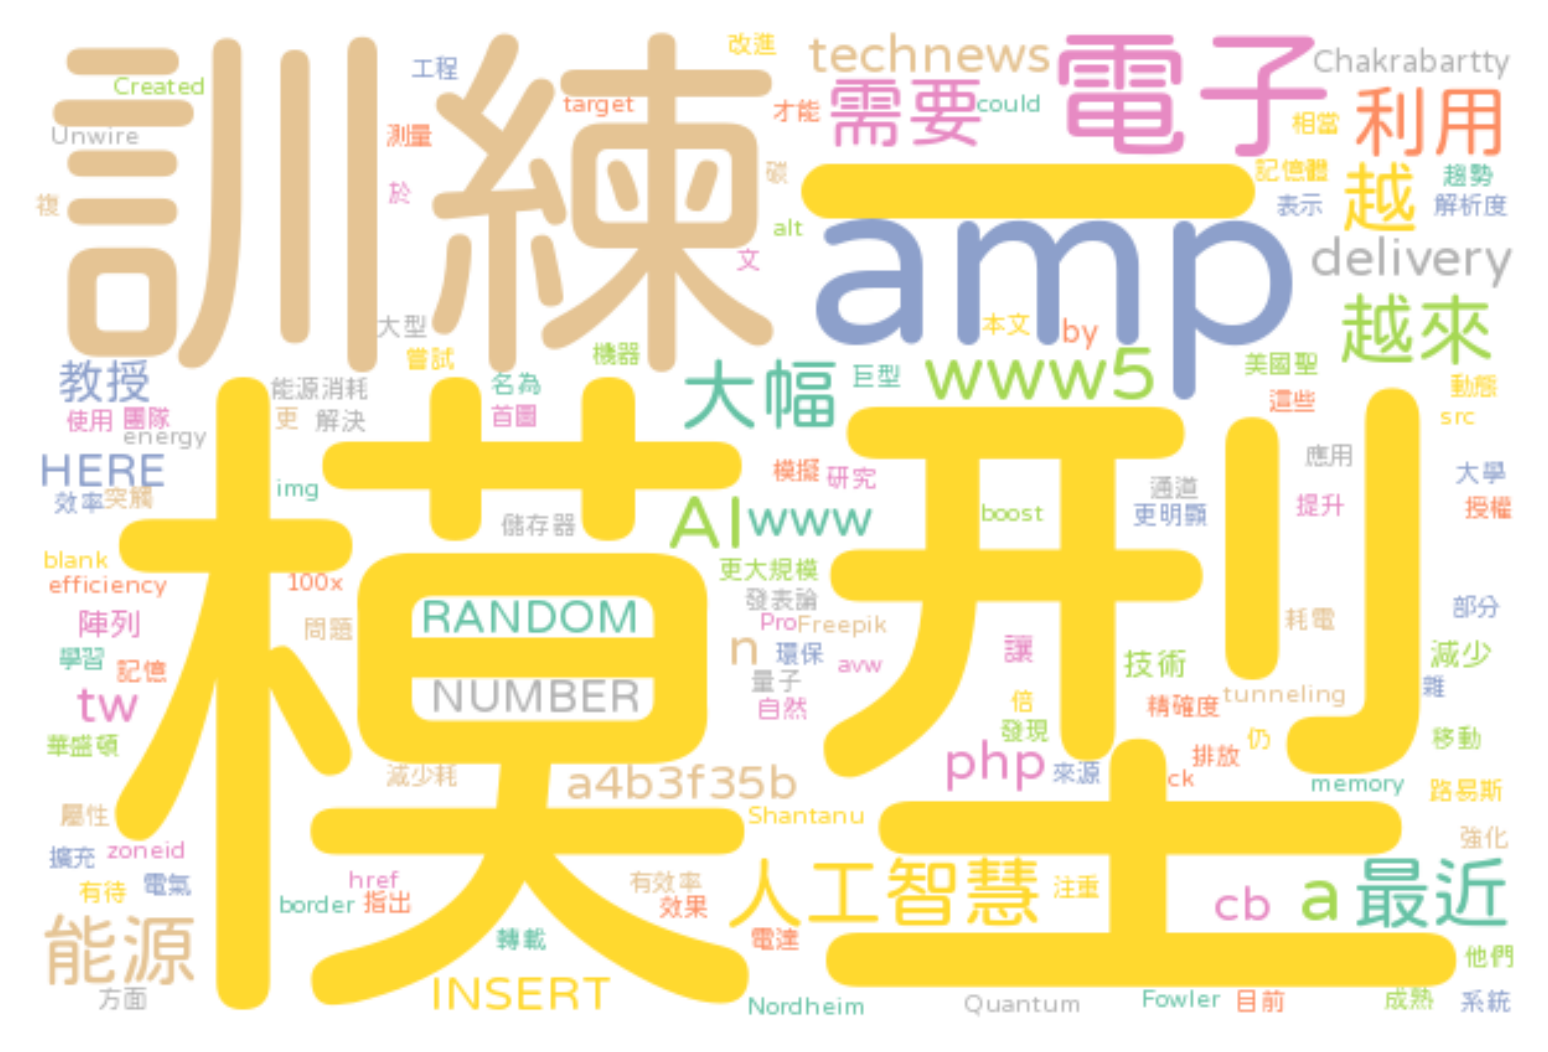 訓練
模型
一
amp
電子
technews
需要
利用
Chakrabartty
改進
工程
Created
target
could
才能
測量
Unwire
相當
記憶體
趨勢
越
表示
解析度
複
於
碳
alt
文
delivery
越來
大型
嘗試
機器
本文
by
教授
能源消耗
名為
首圖
大幅
巨型
www5
美國聖
這些
動態
src
使用
團隊
更
解決
energy
HERE
效率
突觸
img
模擬
研究
通道
更明顯
應用
提升
大學
授權
儲存器
AI
www
boost
blank
efficiency
100x
更大規模
發表論
陣列
問題
RANDOM
Pro
Freepik
耗電
部分
學習
記憶
NUMBER
n
環保
avw
量子
自然
讓
技術
減少
雜
tw
倍
精確度
tunneling
華盛頓
發現
仍
移動
減少耗
a4b3f35b
php
來源
ck
排放
memory
路易斯
屬性
Shantanu
強化
擴充
zoneid
有待
電氣
href
border
指出
有效率
效果
人工智慧
注重
cb
a
最近
能源
轉載
電達
他們
方面
INSERT
Nordheim
Quantum
Fowler
目前
成熟
系統